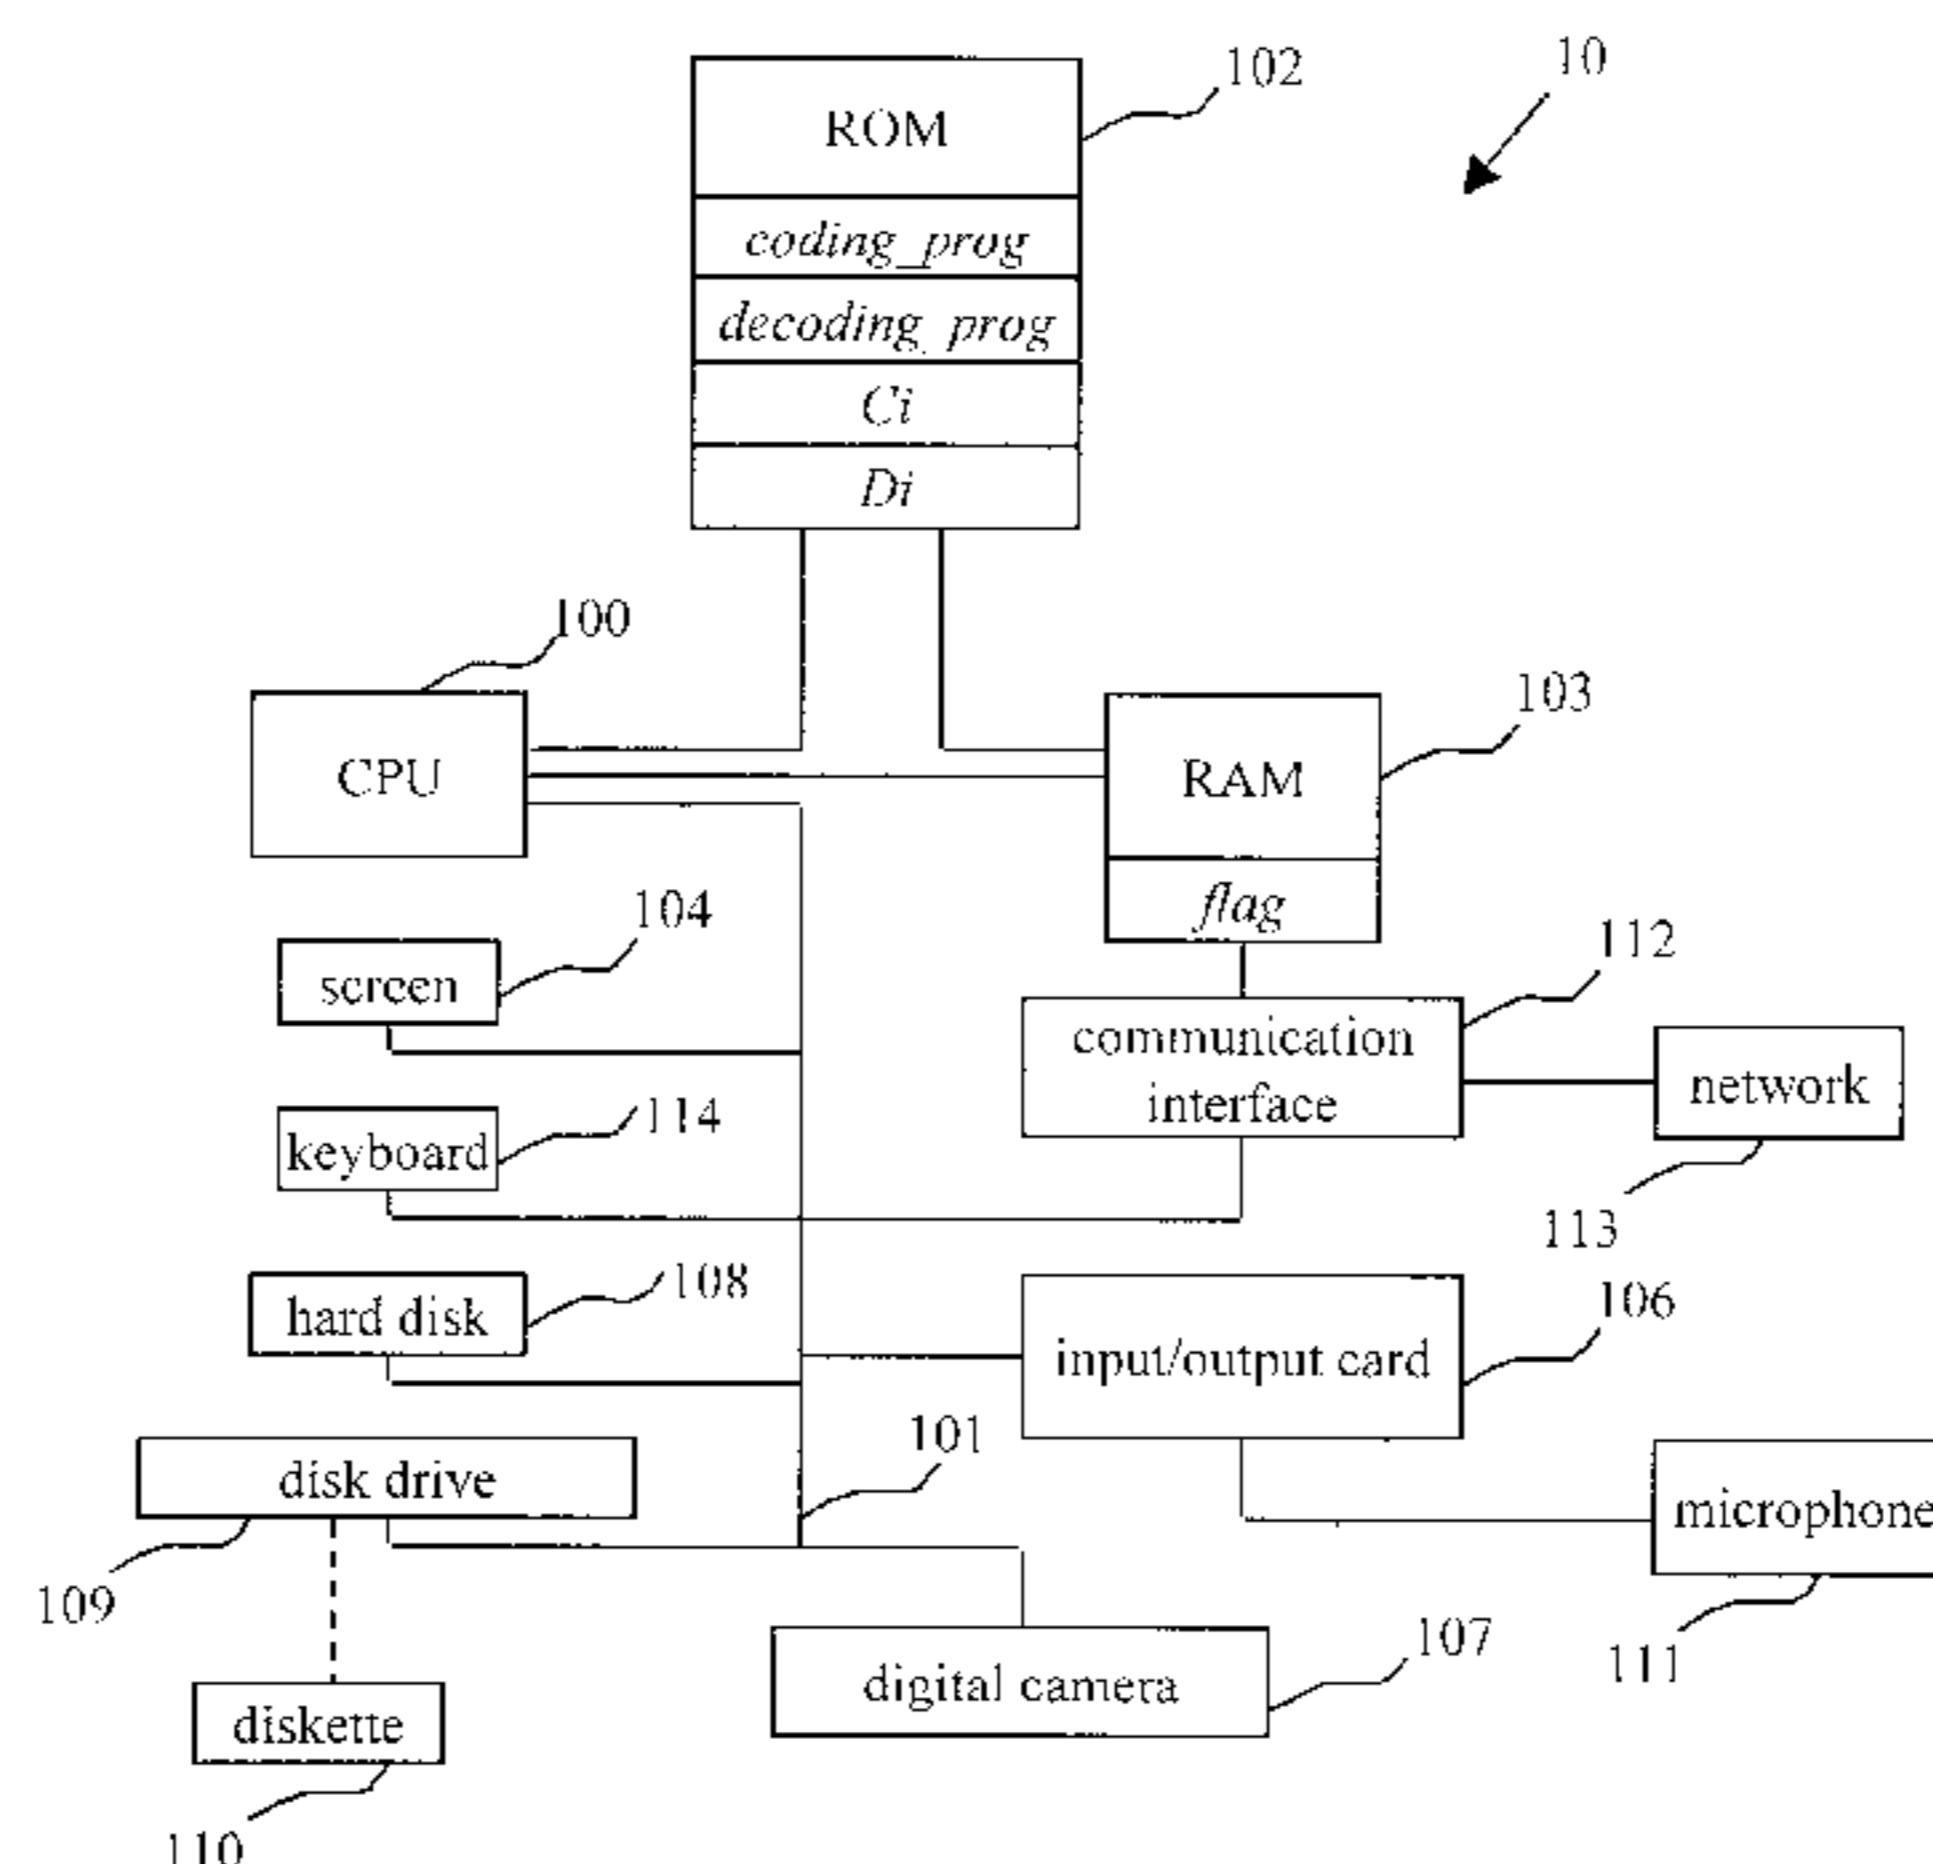 102
10
ROM
coding_prog
decoding_prog
Ci
Di
100
CPU
103
RAM
flag
104
screen
112
communication
interface
network
113
114
keyboard
108
hard disk
106
input/output card
101
disk drive
109
microphone
111
107
digital camera
diskette
110